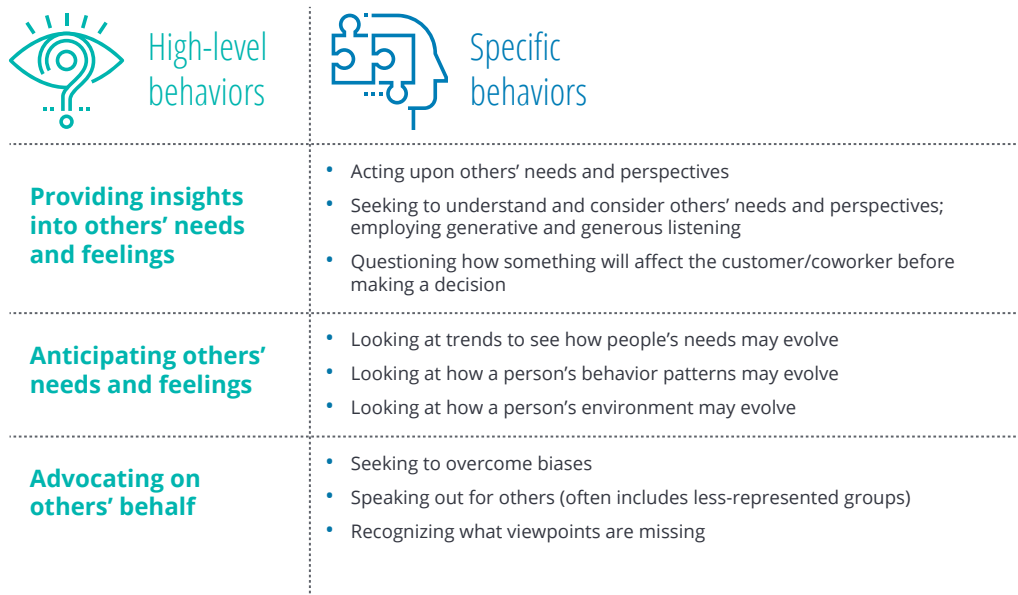 High-level
behaviors
Specific
behaviors
Providing insights
into others’ needs
and feelings
• Acting upon others’ needs and perspectives
• Seeking to understand and consider others’ needs and perspectives;
employing generative and generous listening
• Questioning how something will affect the customer/coworker before
making a decision
Anticipating others’
needs and feelings
• Looking at trends to see how people’s needs may evolve
• Looking at how a person’s behavior patterns may evolve
• Looking at how a person’s environment may evolve
Advocating on
others’ behalf
• Seeking to overcome biases
• Speaking out for others (often includes less-represented groups)
• Recognizing what viewpoints are missing